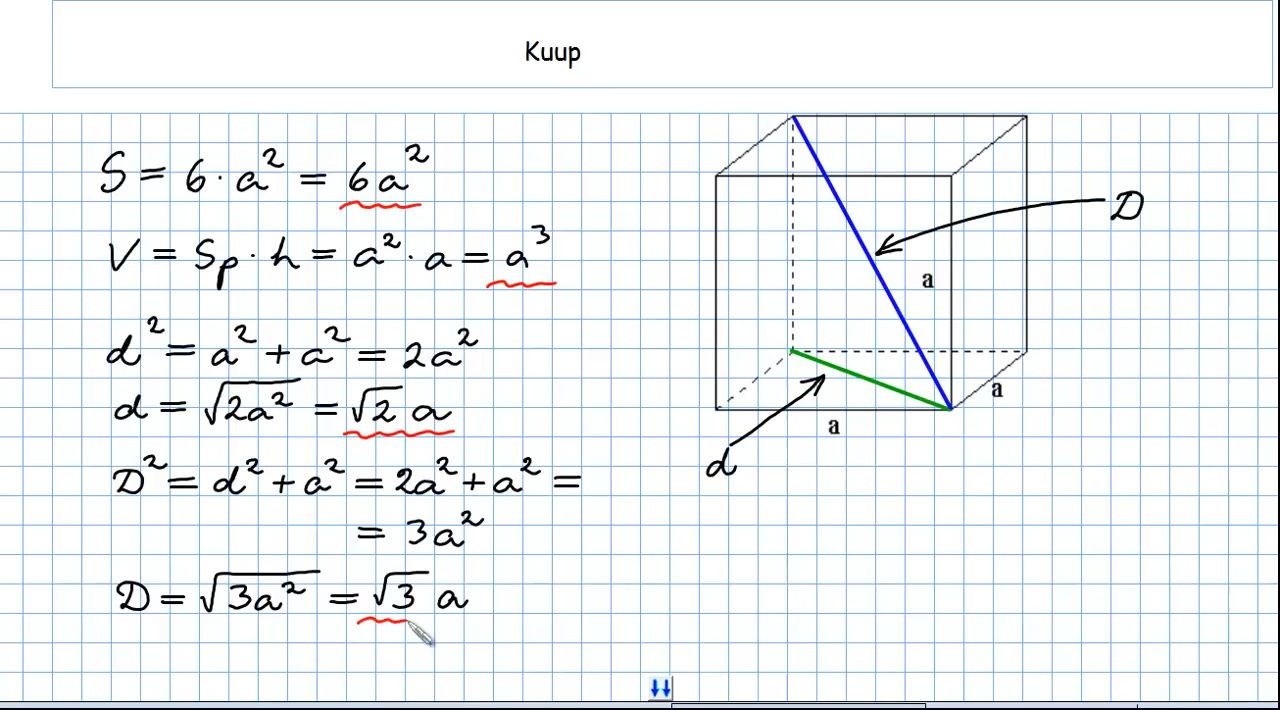 Kuup
S = 6 · a² = 6a²
V = Sₚ · h = a² · a = a³
d² = a² + a² = 2a²
d = √2a² = √2 a
D² = d² + a² = 2a² + a² =
= 3a²
D = √3a² = √3 a
D
a
a
a
d